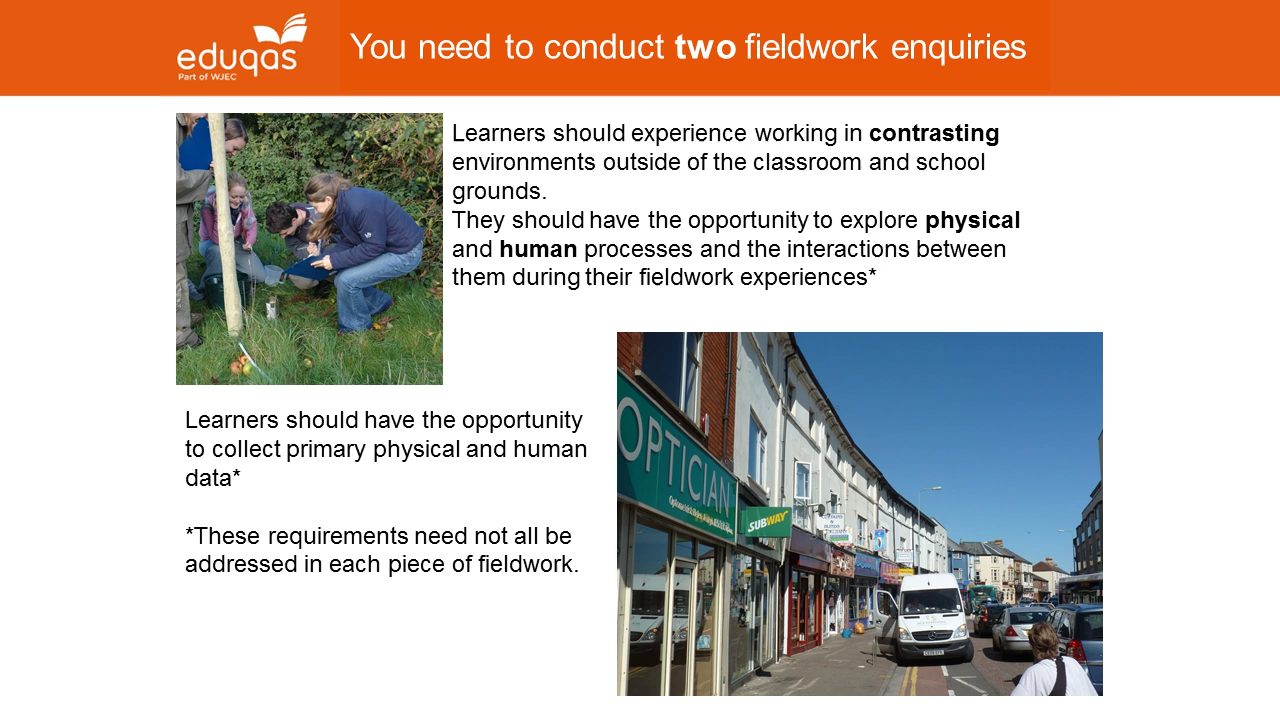 eduqas
Part of WJEC
You need to conduct two fieldwork enquiries
Learners should experience working in contrasting
environments outside of the classroom and school
grounds.
They should have the opportunity to explore physical
and human processes and the interactions between
them during their fieldwork experiences*
Learners should have the opportunity
to collect primary physical and human
data*
*These requirements need not all be
addressed in each piece of fieldwork.
OPTICIAN
SUBWAY